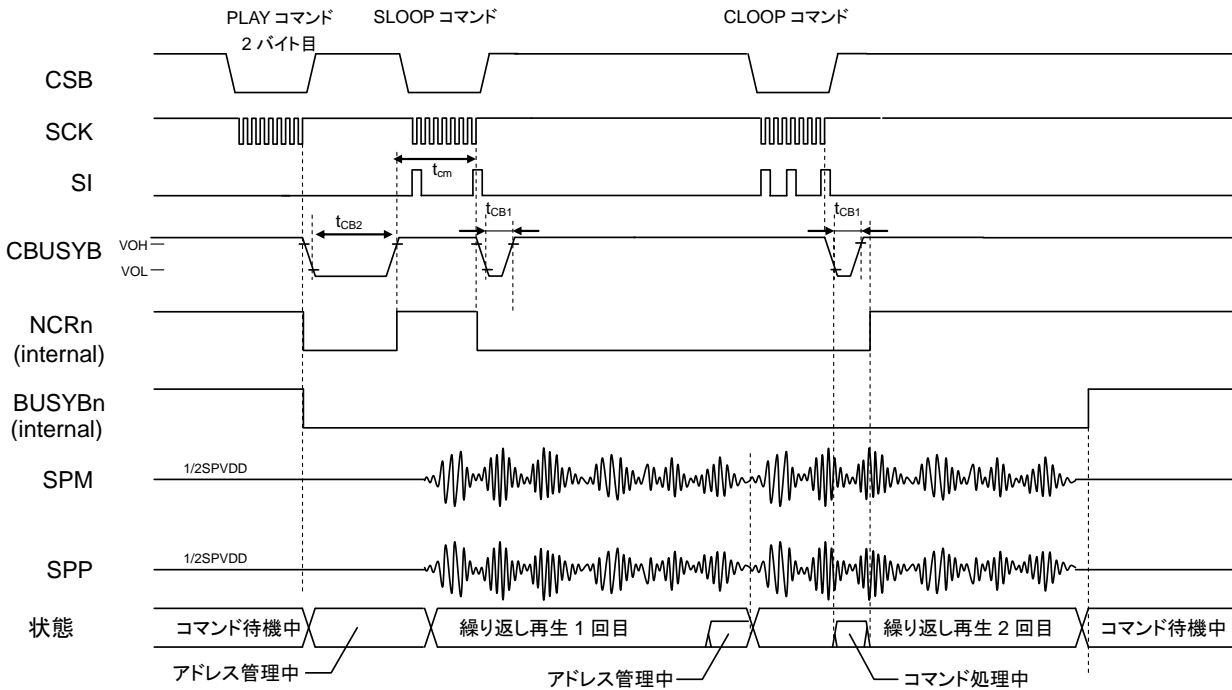 PLAY コマンド
2 バイト目
SLOOP コマンド
CLOOP コマンド
CSB
SCK
SI
tcm
CBUSYB
VOH
VOL
tCB2
tCB1
tCB1
NCRn
(internal)
BUSYBn
(internal)
SPM
1/2SPVDD
SPP
1/2SPVDD
状態
コマンド待機中
繰り返し再生 1 回目
繰り返し再生 2 回目
コマンド待機中
アドレス管理中
アドレス管理中
コマンド処理中